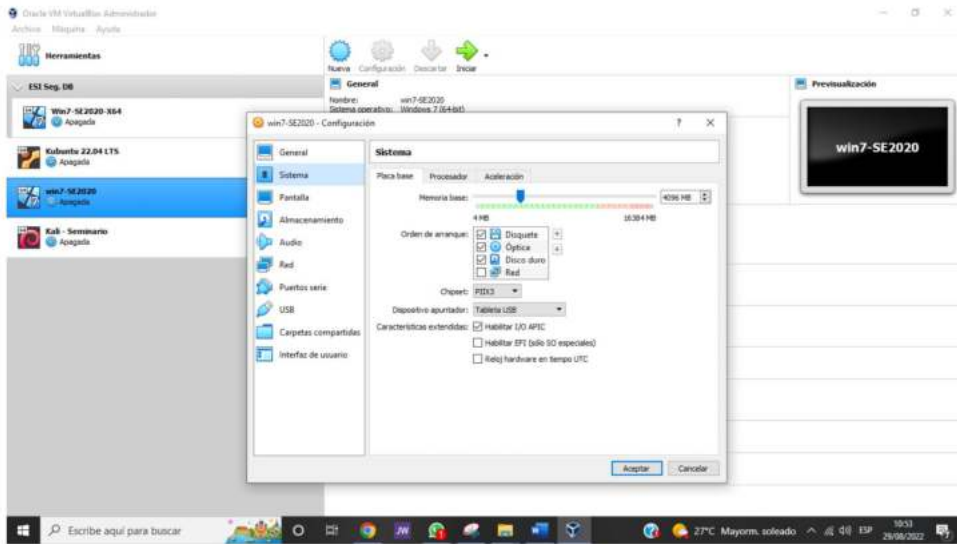 Oracle VM VirtualBox Administrador
Archivo Máquina Ayuda
Herramientas
Nueva Configuración Descartar Iniciar
ESI Seg. DB
Win7-SE2020-X64
Apagada
Kubuntu 22.04 LTS
Apagada
win7-SE2020
Apagada
Kali - Seminario
Apagada
General
Nombre: win7-SE2020
Sistema operativo: Windows 7 (64-bit)
Previsualización
win7-SE2020
win7-SE2020 - Configuración ? ×
General
Sistema
Pantalla
Almacenamiento
Audio
Red
Puertos serie
USB
Carpetas compartidas
Interfaz de usuario
Sistema
Placa base Procesador Aceleración
Memoria base: 4096 MB
4 MB 16384 MB
Orden de arranque: Disquete
Óptica
Disco duro
Red
Chipset: PIIX3
Dispositivo apuntador: Tableta USB
Características extendidas: Habilitar I/O APIC
Habilitar EFI (sólo SO especiales)
Reloj hardware en tiempo UTC
Aceptar Cancelar
Escribe aquí para buscar
JW
27°C Mayorm. soleado ESP
10:53
29/08/2022